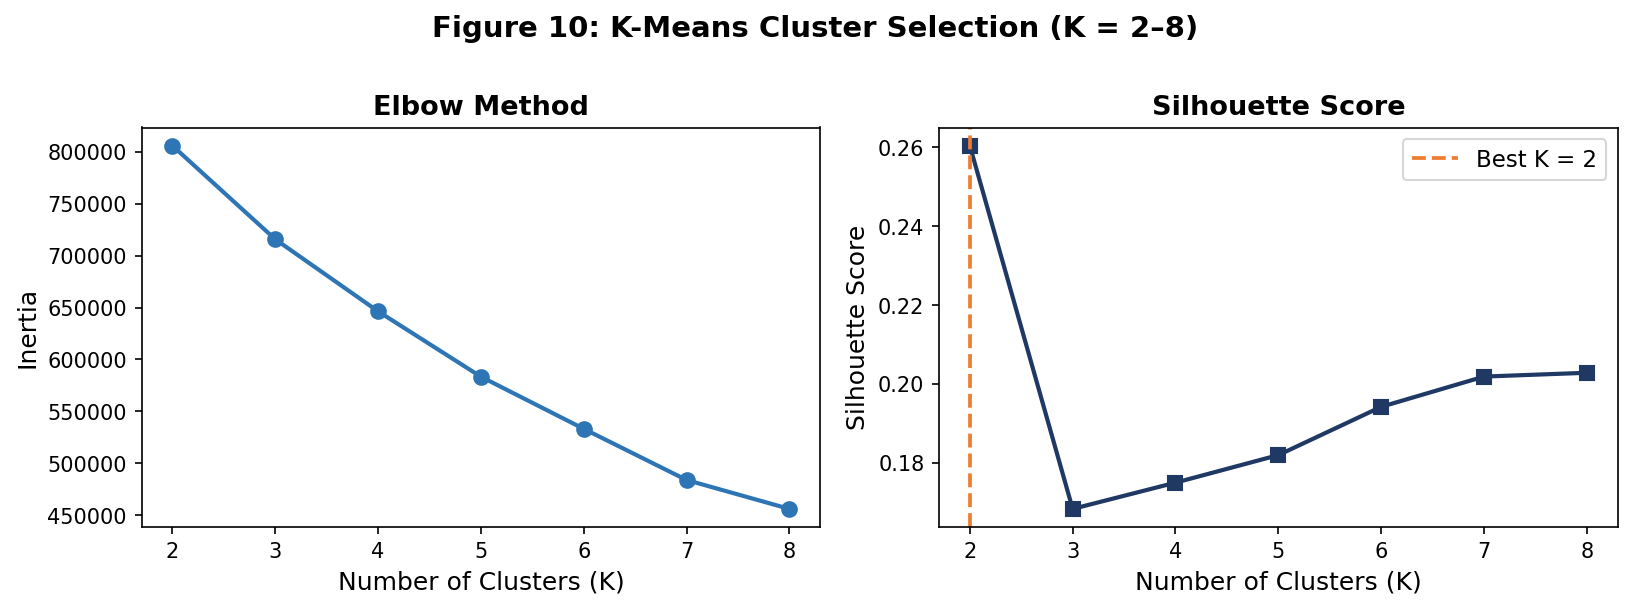 Figure 10: K-Means Cluster Selection (K = 2–8)
Elbow Method
800000
750000
700000
650000
600000
550000
500000
450000
Inertia
2 3 4 5 6 7 8
Number of Clusters (K)
Silhouette Score
Best K = 2
0.26
0.24
0.22
0.20
0.18
Silhouette Score
2 3 4 5 6 7 8
Number of Clusters (K)